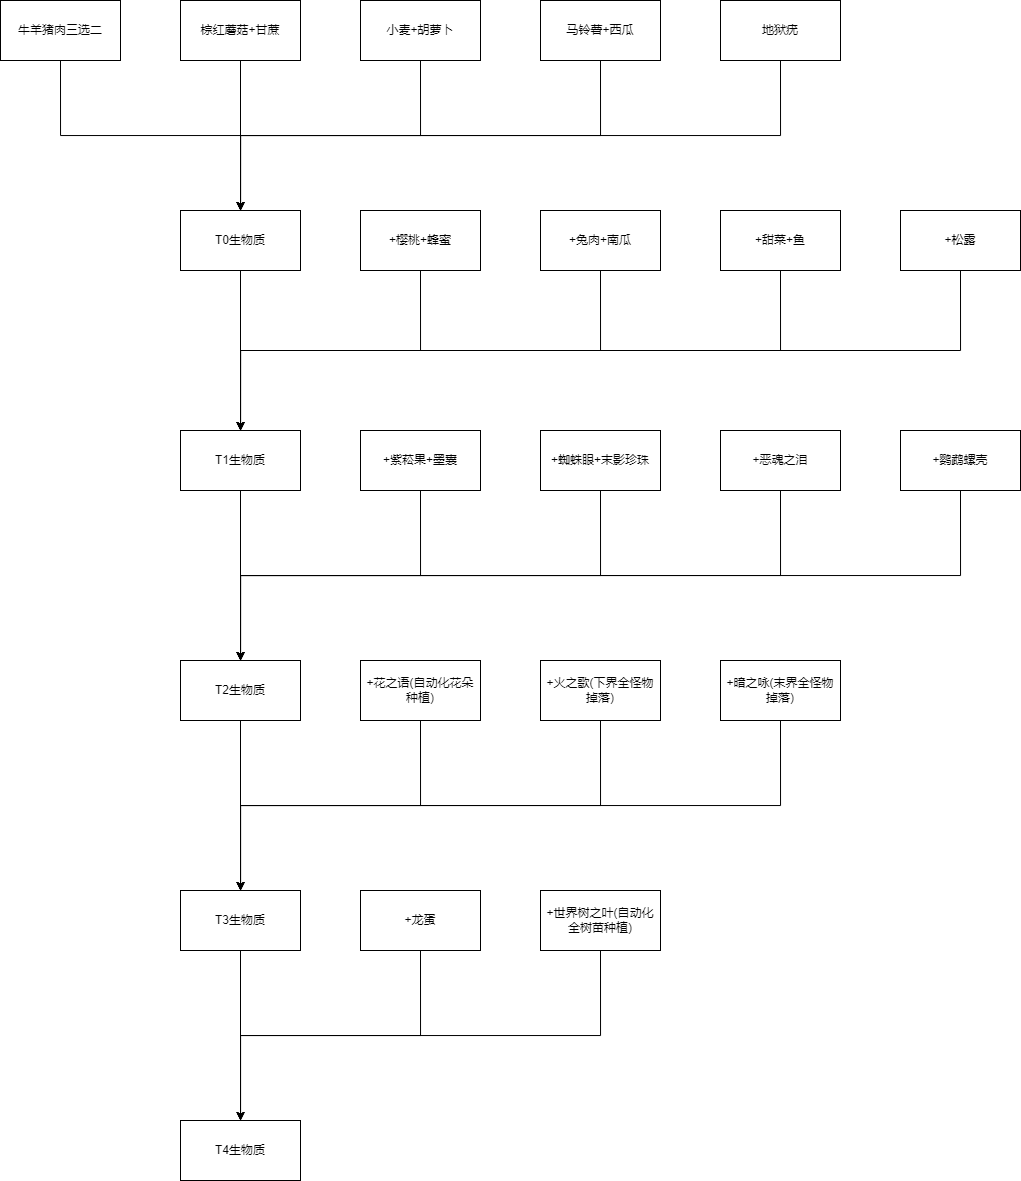 牛羊猪肉三选二
棕红蘑菇+甘蔗
小麦+胡萝卜
马铃薯+西瓜
地狱疣
T0生物质
+樱桃+蜂蜜
+兔肉+南瓜
+甜菜+鱼
+松露
T1生物质
+紫菘果+墨囊
+蜘蛛眼+末影珍珠
+恶魂之泪
+鹦鹉螺壳
T2生物质
+花之语(自动化花朵
种植)
+火之歌(下界全怪物
掉落)
+暗之咏(末界全怪物
掉落)
T3生物质
+龙蛋
+世界树之叶(自动化
全树苗种植)
T4生物质